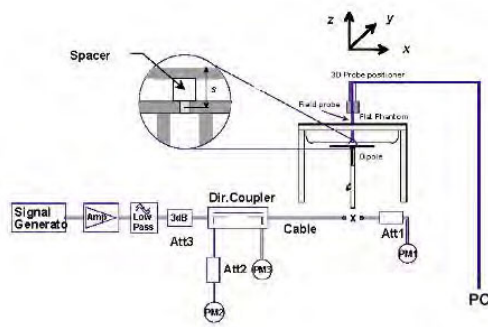 z
y
x
Spacer
s
3D Probe positioner
Field probe
Flat Phantom
Dipole
Dir.Coupler
Signal
Generato
Amp
Low
Pass
3dB
Att3
Cable
x
Att1
Att2
PM3
PM1
PM2
PC